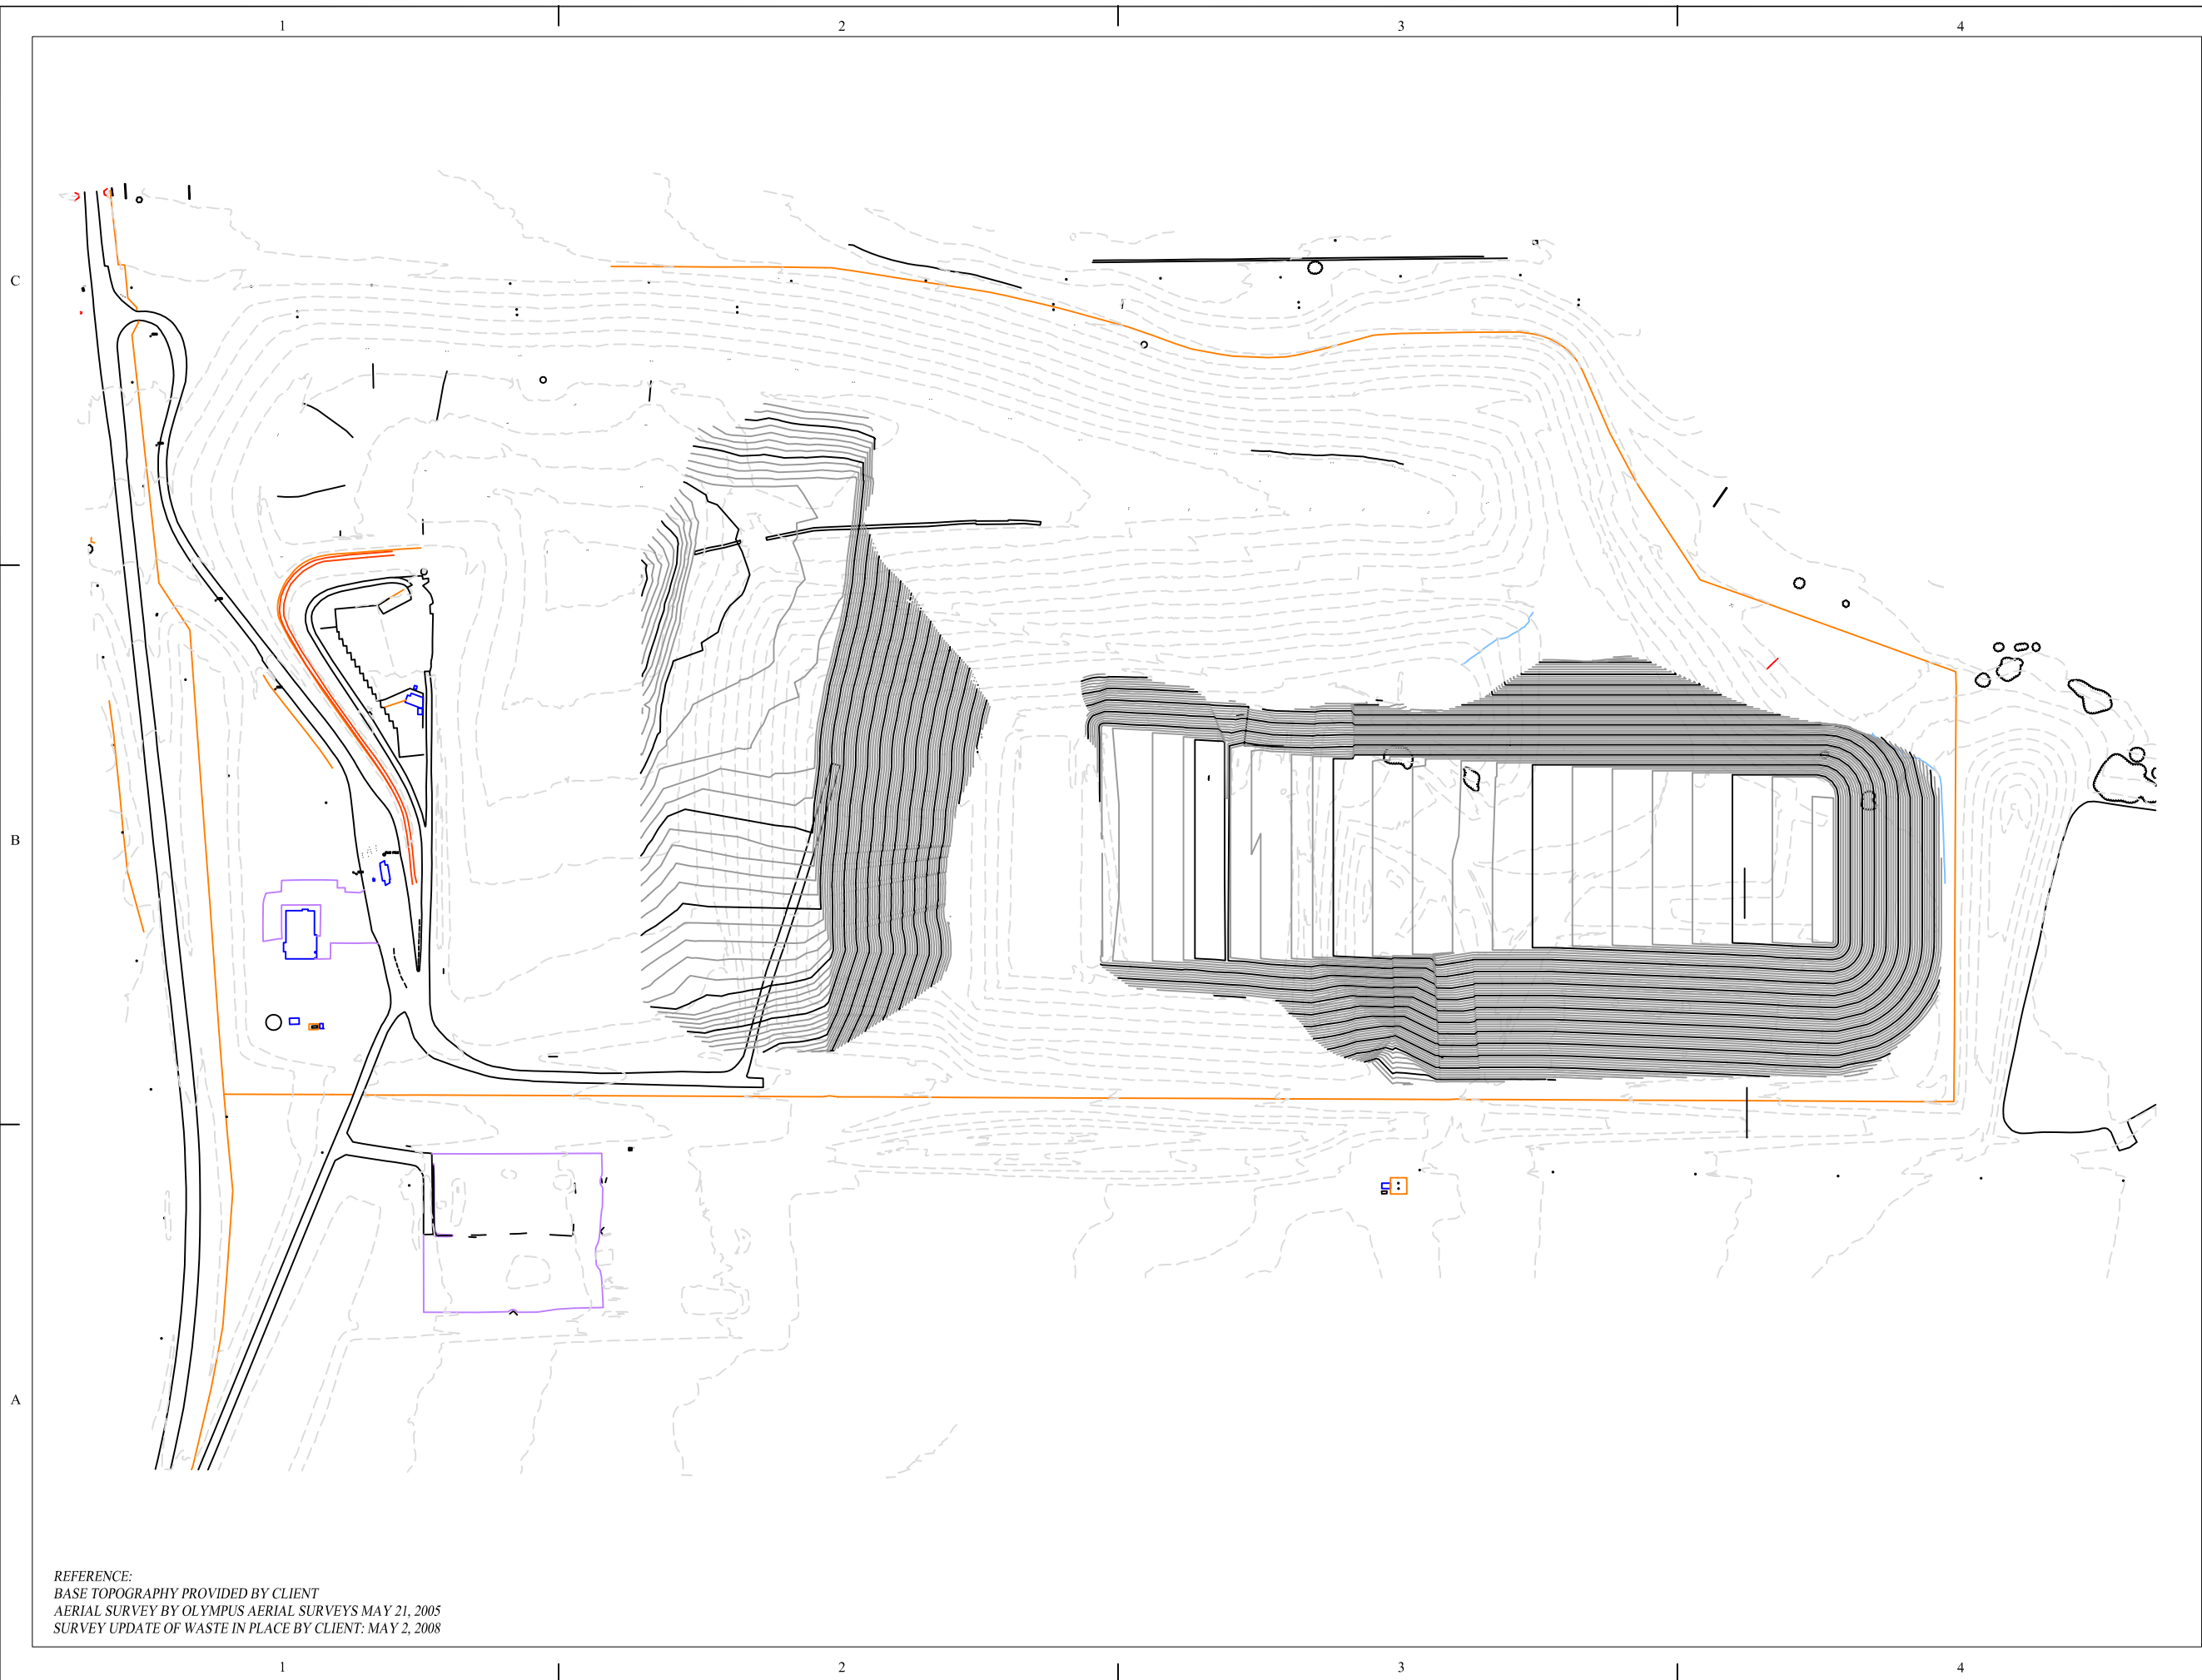 1 2 3 4
C
B
A
REFERENCE:
BASE TOPOGRAPHY PROVIDED BY CLIENT
AERIAL SURVEY BY OLYMPUS AERIAL SURVEYS MAY 21, 2005
SURVEY UPDATE OF WASTE IN PLACE BY CLIENT: MAY 2, 2008
1 2 3 4